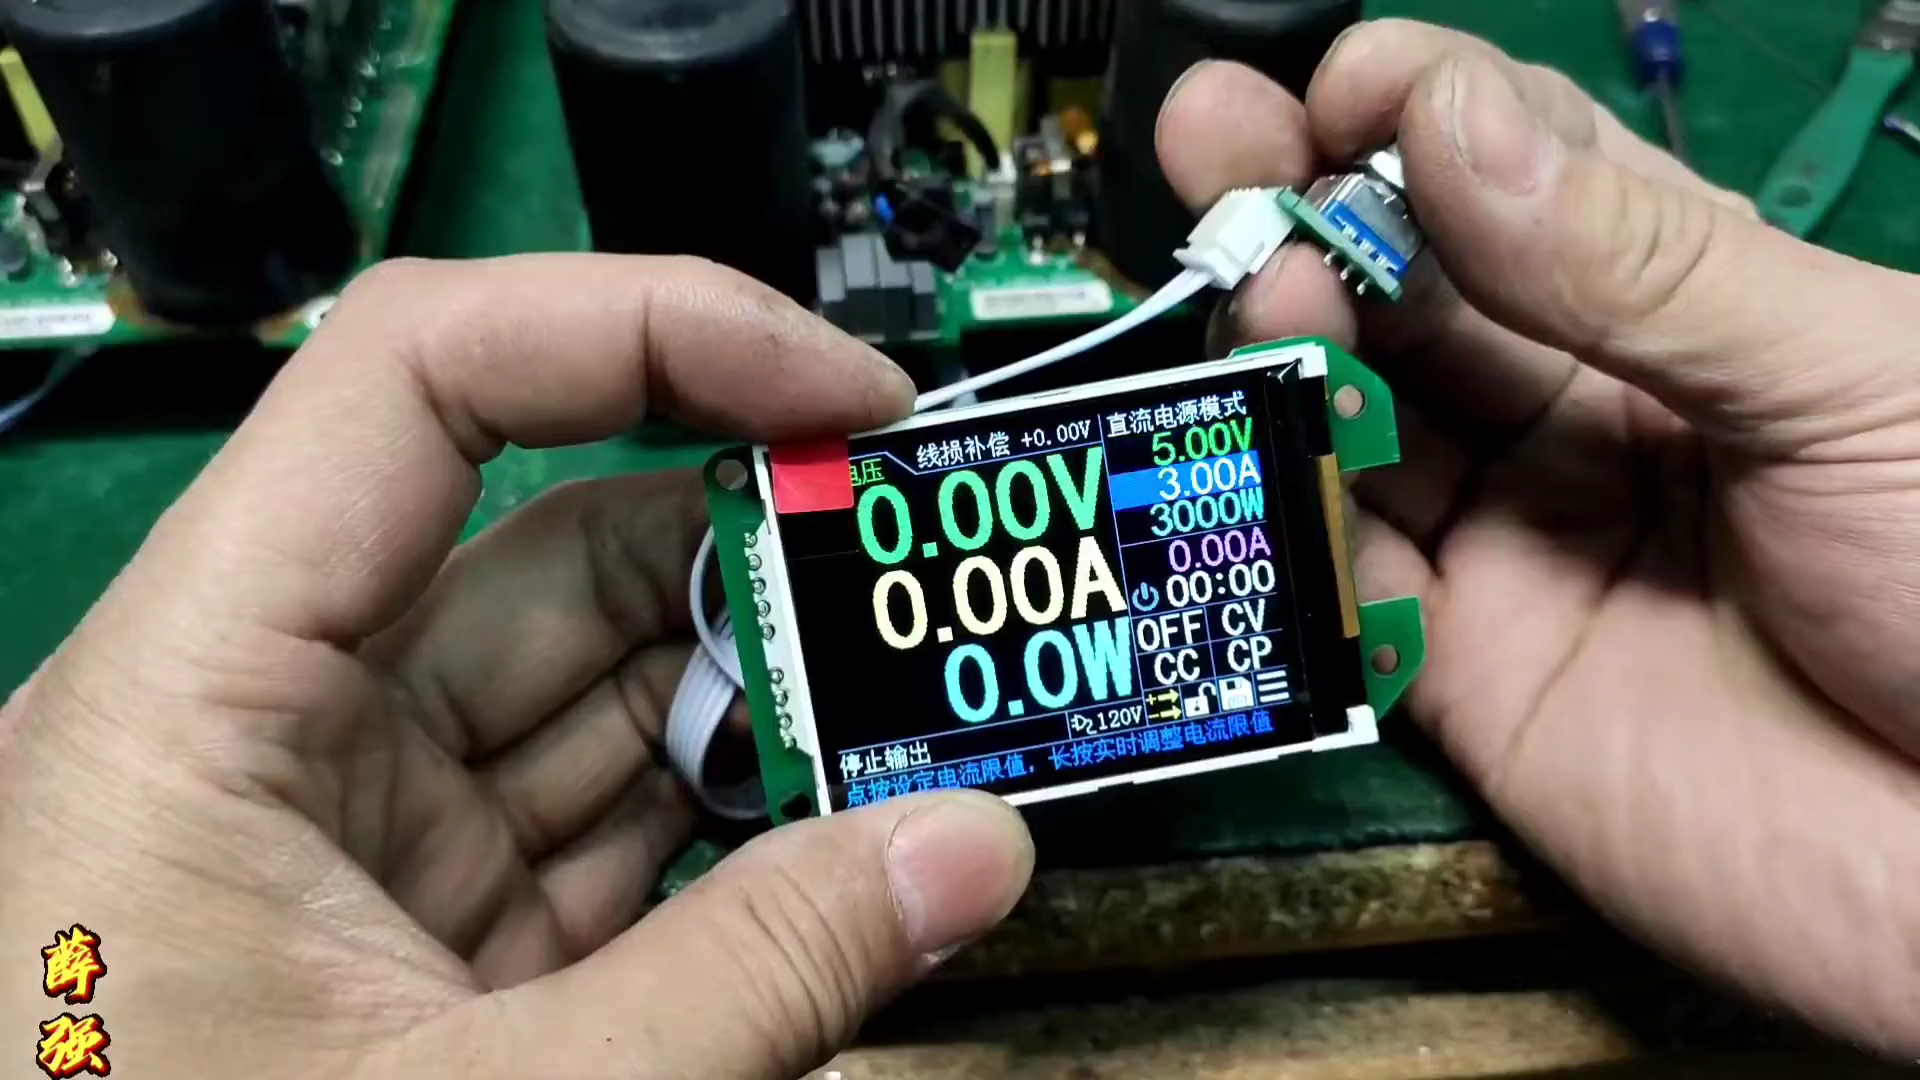 线损补偿 +0.00V
直流电源模式
电压
5.00V
0.00V
3.00A
3000W
0.00A
0.00A
00:00
OFF CV
CC CP
0.0W
120V
停止输出
点按设定电流限值，长按实时调整电流限值
薛强